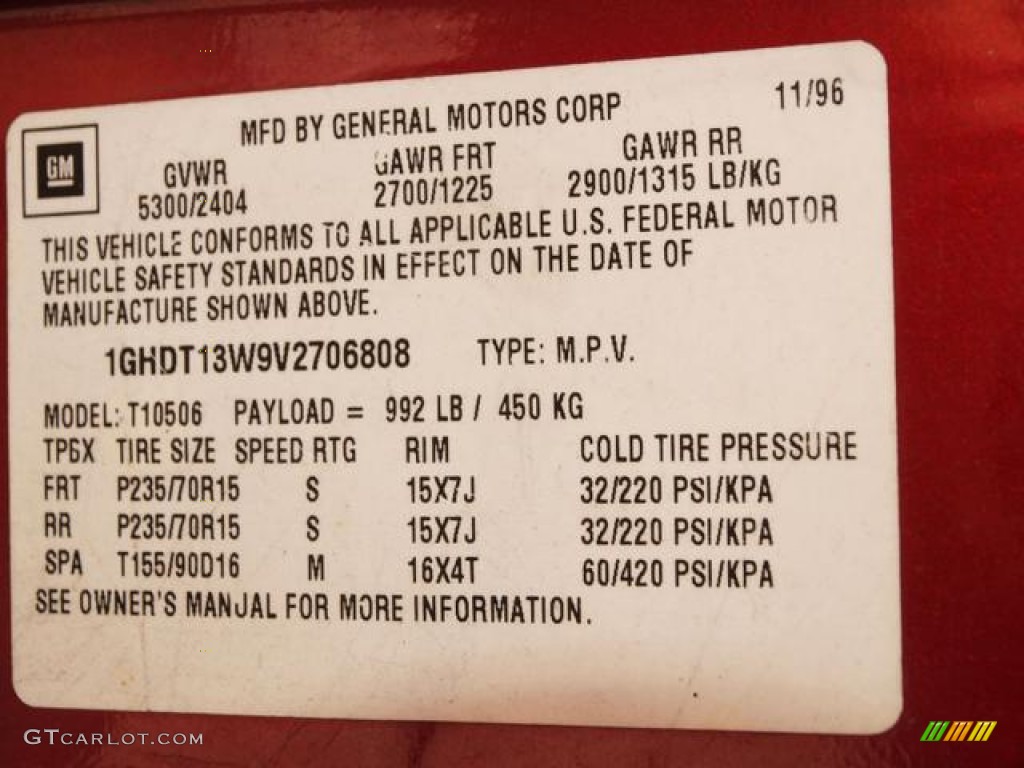 MFD BY GENERAL MOTORS CORP 11/96
GM
GVWR GAWR FRT GAWR RR
5300/2404 2700/1225 2900/1315 LB/KG
THIS VEHICLE CONFORMS TO ALL APPLICABLE U.S. FEDERAL MOTOR
VEHICLE SAFETY STANDARDS IN EFFECT ON THE DATE OF
MANUFACTURE SHOWN ABOVE.
1GHDT13W9V2706808 TYPE: M.P.V.
MODEL: T10506 PAYLOAD = 992 LB / 450 KG
TPGX TIRE SIZE SPEED RTG RIM COLD TIRE PRESSURE
FRT P235/70R15 S 15X7J 32/220 PSI/KPA
RR P235/70R15 S 15X7J 32/220 PSI/KPA
SPA T155/90D16 M 16X4T 60/420 PSI/KPA
SEE OWNER'S MANUAL FOR MORE INFORMATION.
GTCARLOT.COM